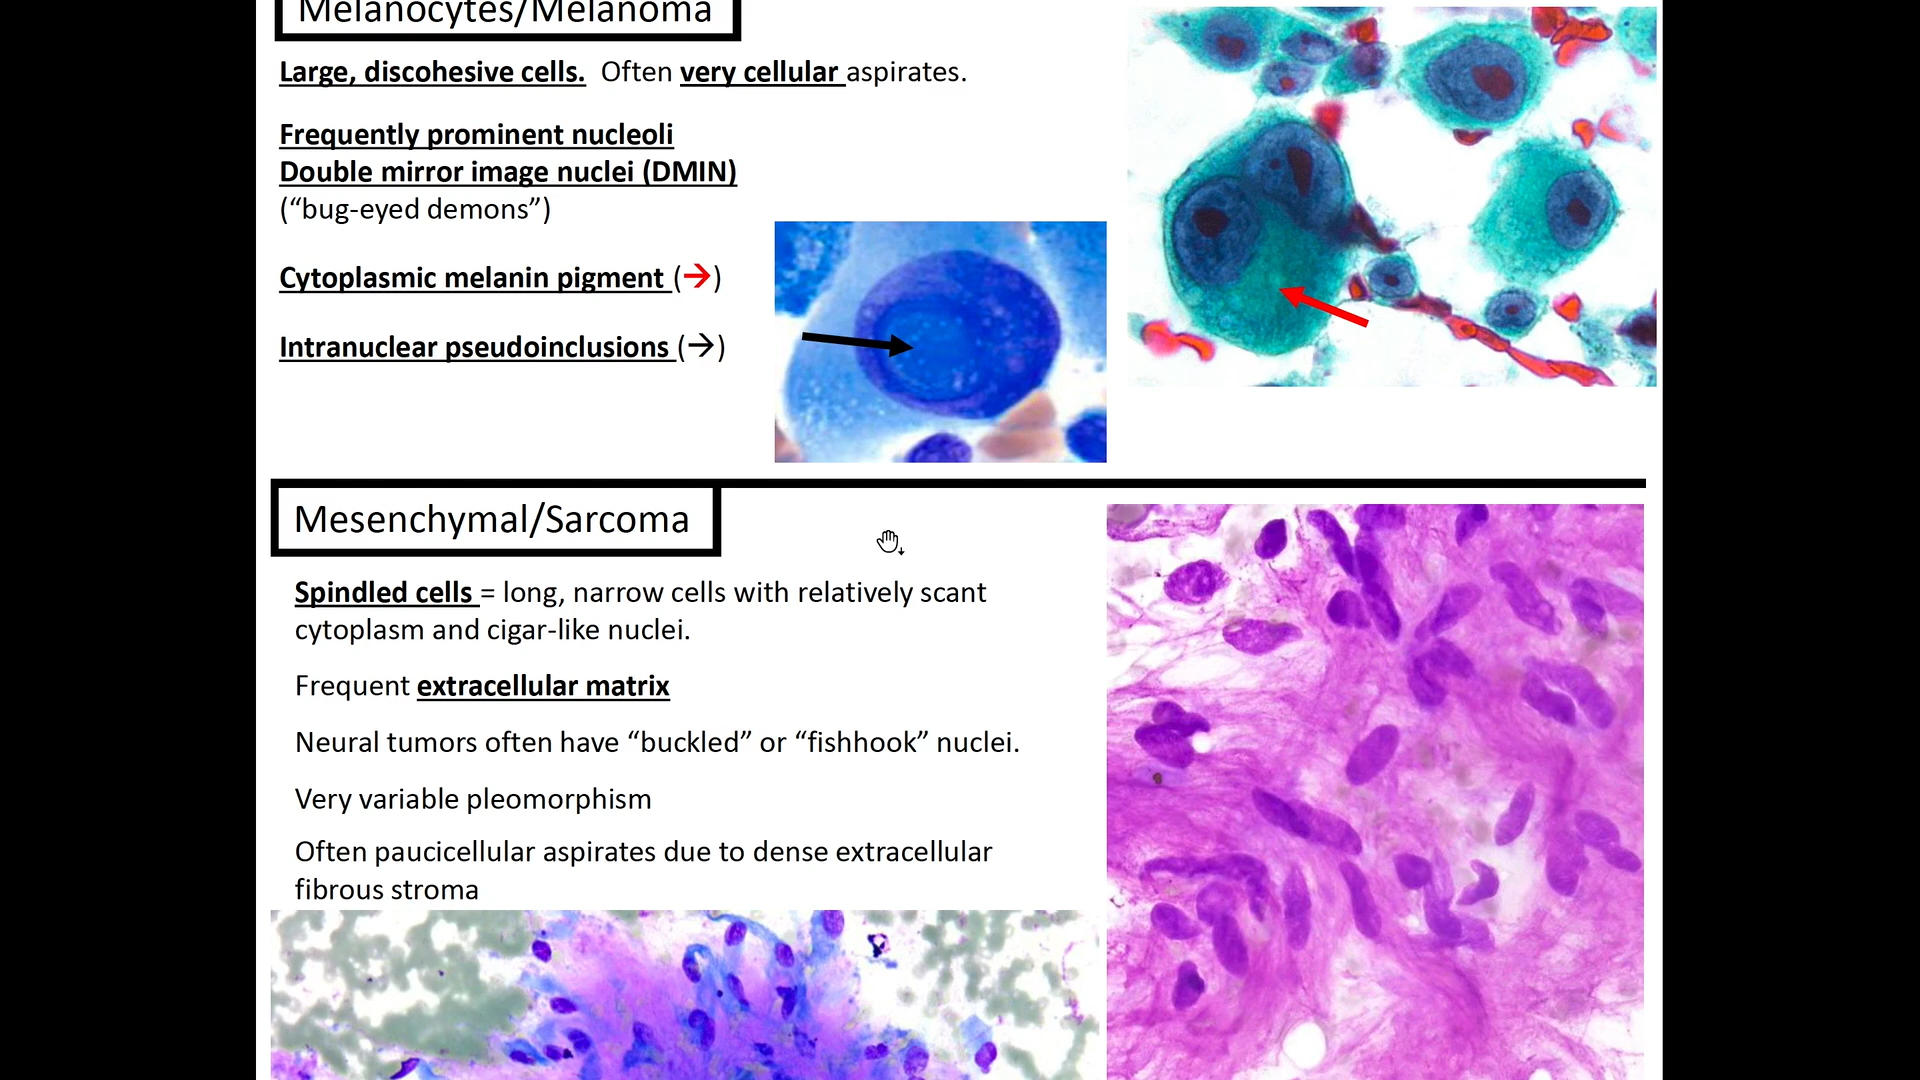 Melanocytes/Melanoma
Large, discohesive cells. Often very cellular aspirates.
Frequently prominent nucleoli
Double mirror image nuclei (DMIN)
(“bug-eyed demons”)
Cytoplasmic melanin pigment (→)
Intranuclear pseudoinclusions (→)
Mesenchymal/Sarcoma
Spindled cells = long, narrow cells with relatively scant
cytoplasm and cigar-like nuclei.
Frequent extracellular matrix
Neural tumors often have “buckled” or “fishhook” nuclei.
Very variable pleomorphism
Often paucicellular aspirates due to dense extracellular
fibrous stroma